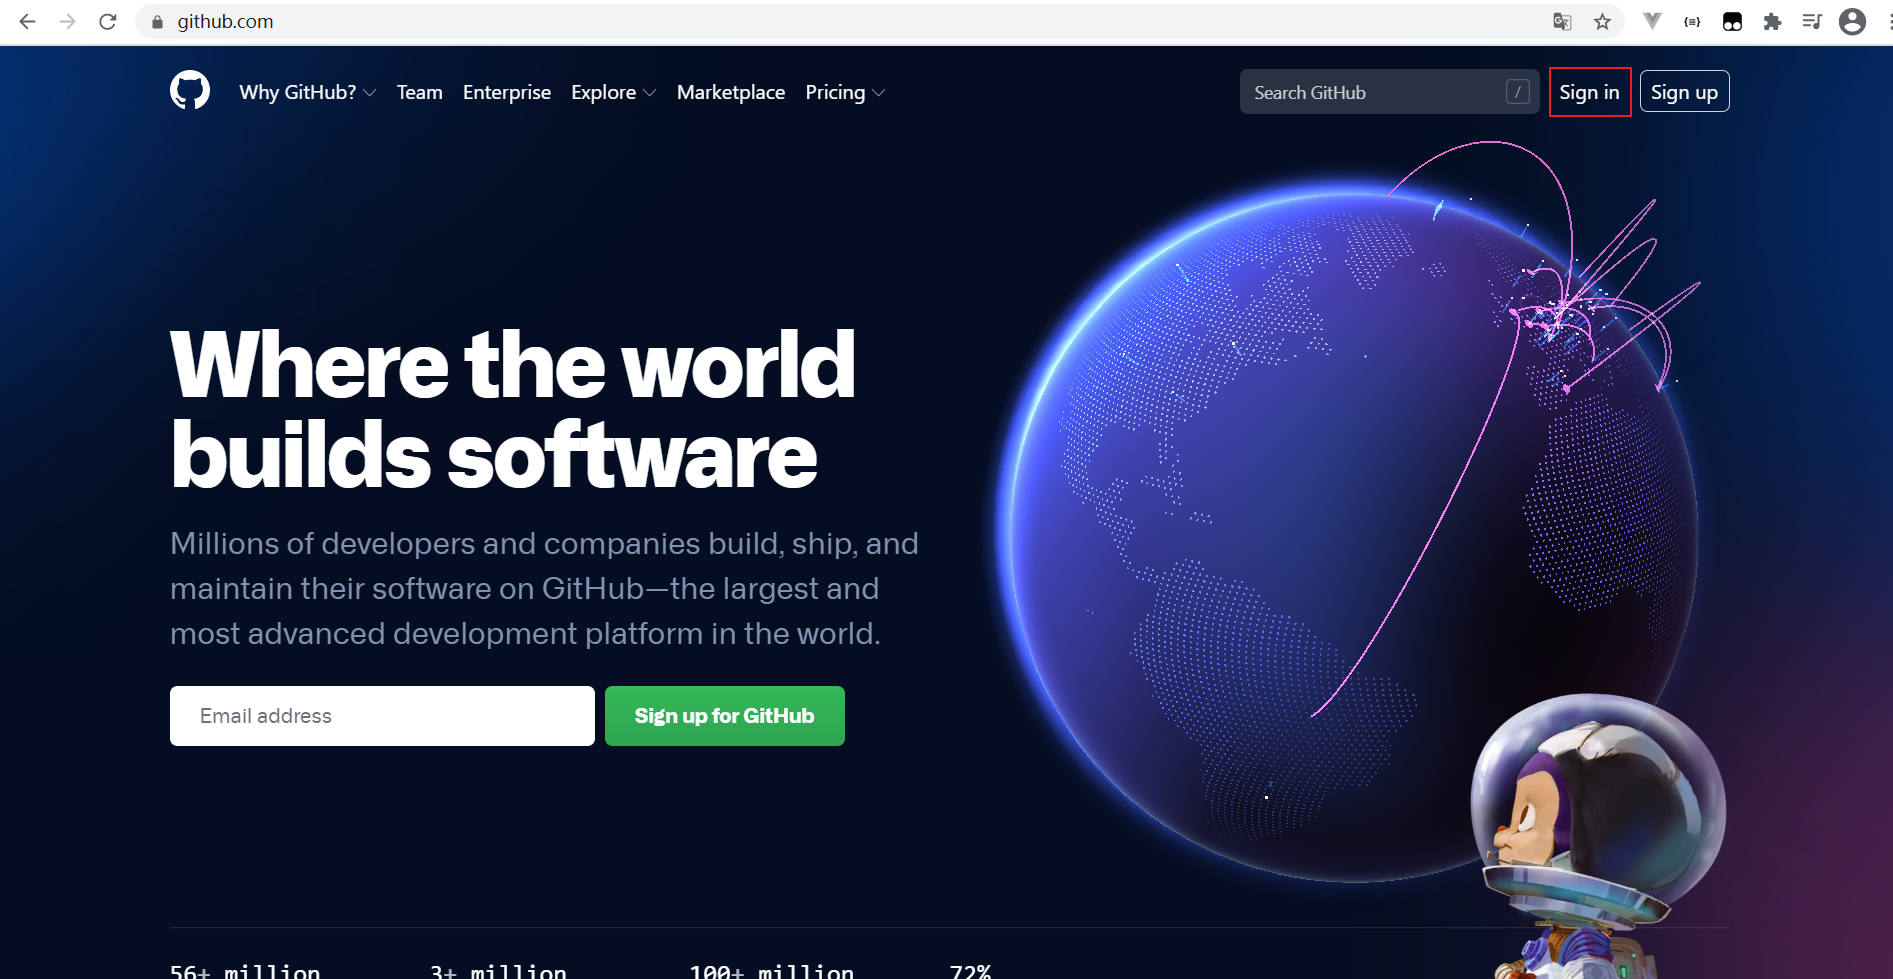 github.com
Why GitHub? Team Enterprise Explore Marketplace Pricing Search GitHub / Sign in Sign up
Where the world
builds software
Millions of developers and companies build, ship, and
maintain their software on GitHub—the largest and
most advanced development platform in the world.
Email address Sign up for GitHub
56+ million 3+ million 100+ million 72%